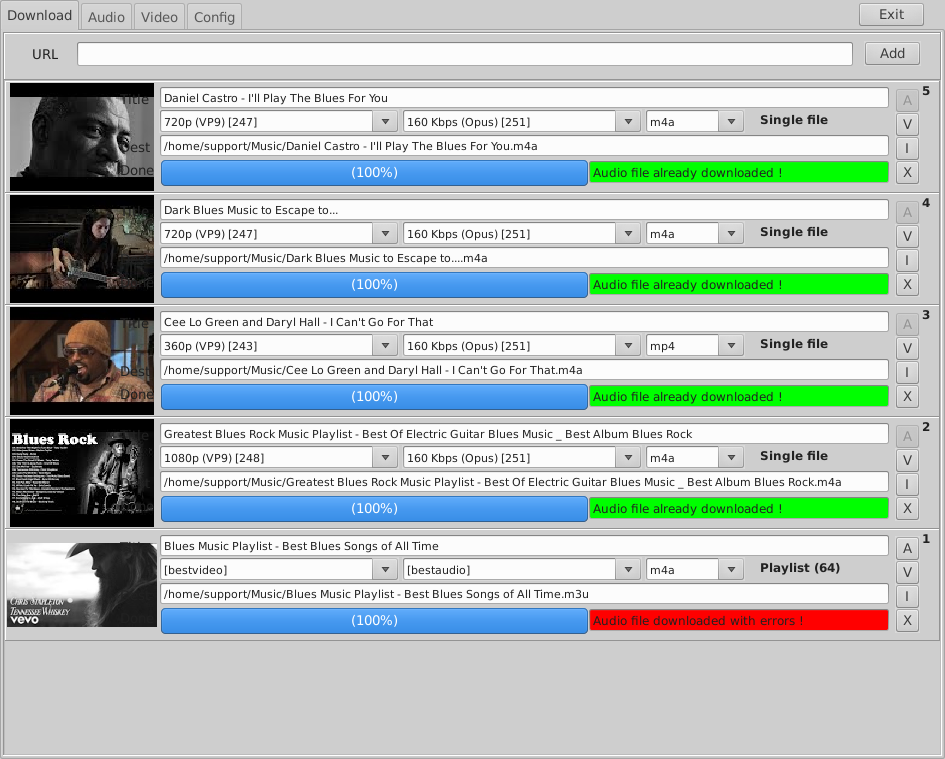 Download Audio Video Config Exit
URL Add
Title Daniel Castro - I'll Play The Blues For You A 5
720p (VP9) [247] 160 Kbps (Opus) [251] m4a Single file V
Dest /home/support/Music/Daniel Castro - I'll Play The Blues For You.m4a I
Done (100%) Audio file already downloaded ! X
Dark Blues Music to Escape to... A 4
720p (VP9) [247] 160 Kbps (Opus) [251] m4a Single file V
/home/support/Music/Dark Blues Music to Escape to....m4a I
(100%) Audio file already downloaded ! X
Title Cee Lo Green and Daryl Hall - I Can't Go For That A 3
360p (VP9) [243] 160 Kbps (Opus) [251] mp4 Single file V
Dest /home/support/Music/Cee Lo Green and Daryl Hall - I Can't Go For That.m4a I
Done (100%) Audio file already downloaded ! X
Blues Rock Greatest Blues Rock Music Playlist - Best Of Electric Guitar Blues Music _ Best Album Blues Rock A 2
1080p (VP9) [248] 160 Kbps (Opus) [251] m4a Single file V
/home/support/Music/Greatest Blues Rock Music Playlist - Best Of Electric Guitar Blues Music _ Best Album Blues Rock.m4a I
(100%) Audio file already downloaded ! X
Title Blues Music Playlist - Best Blues Songs of All Time A 1
[bestvideo] [bestaudio] m4a Playlist (64) V
/home/support/Music/Blues Music Playlist - Best Blues Songs of All Time.m3u I
CHRIS STAPLETON
TENNESSEE WHISKEY
vevo (100%) Audio file downloaded with errors ! X